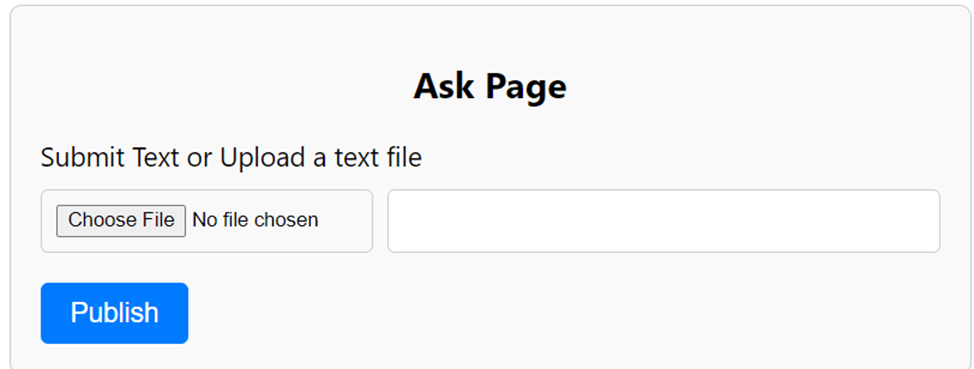 Ask Page
Submit Text or Upload a text file
Choose File No file chosen
Publish